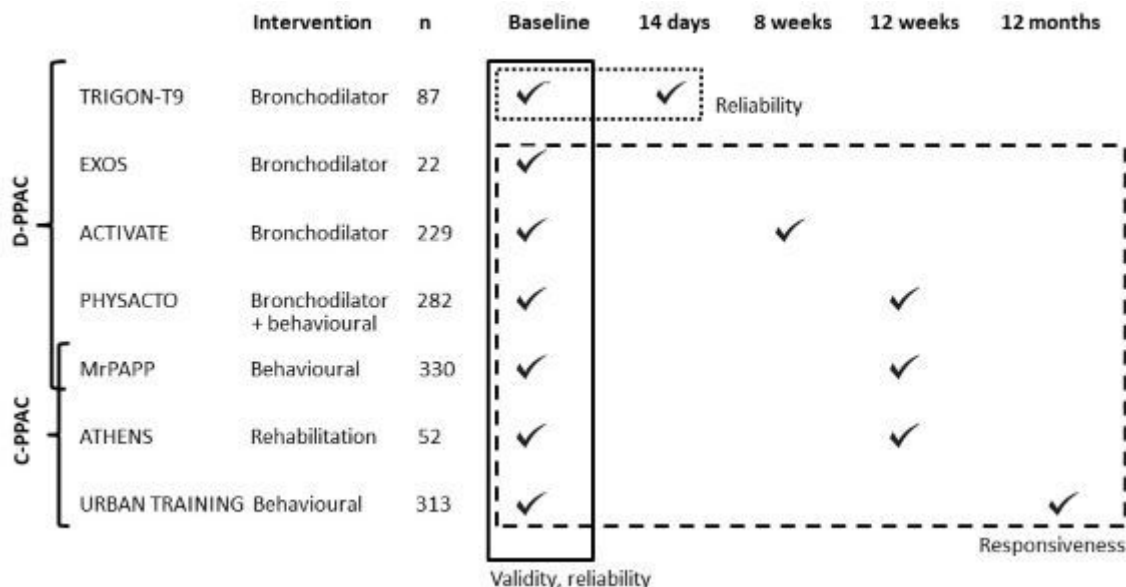 Intervention n Baseline 14 days 8 weeks 12 weeks 12 months
TRIGON-T9 Bronchodilator 87
Reliability
EXOS Bronchodilator 22
D-PPAC
ACTIVATE Bronchodilator 229
PHYSACTO Bronchodilator 282
+ behavioural
MrPAPP Behavioural 330
C-PPAC
ATHENS Rehabilitation 52
URBAN TRAINING Behavioural 313
Responsiveness
Validity, reliability